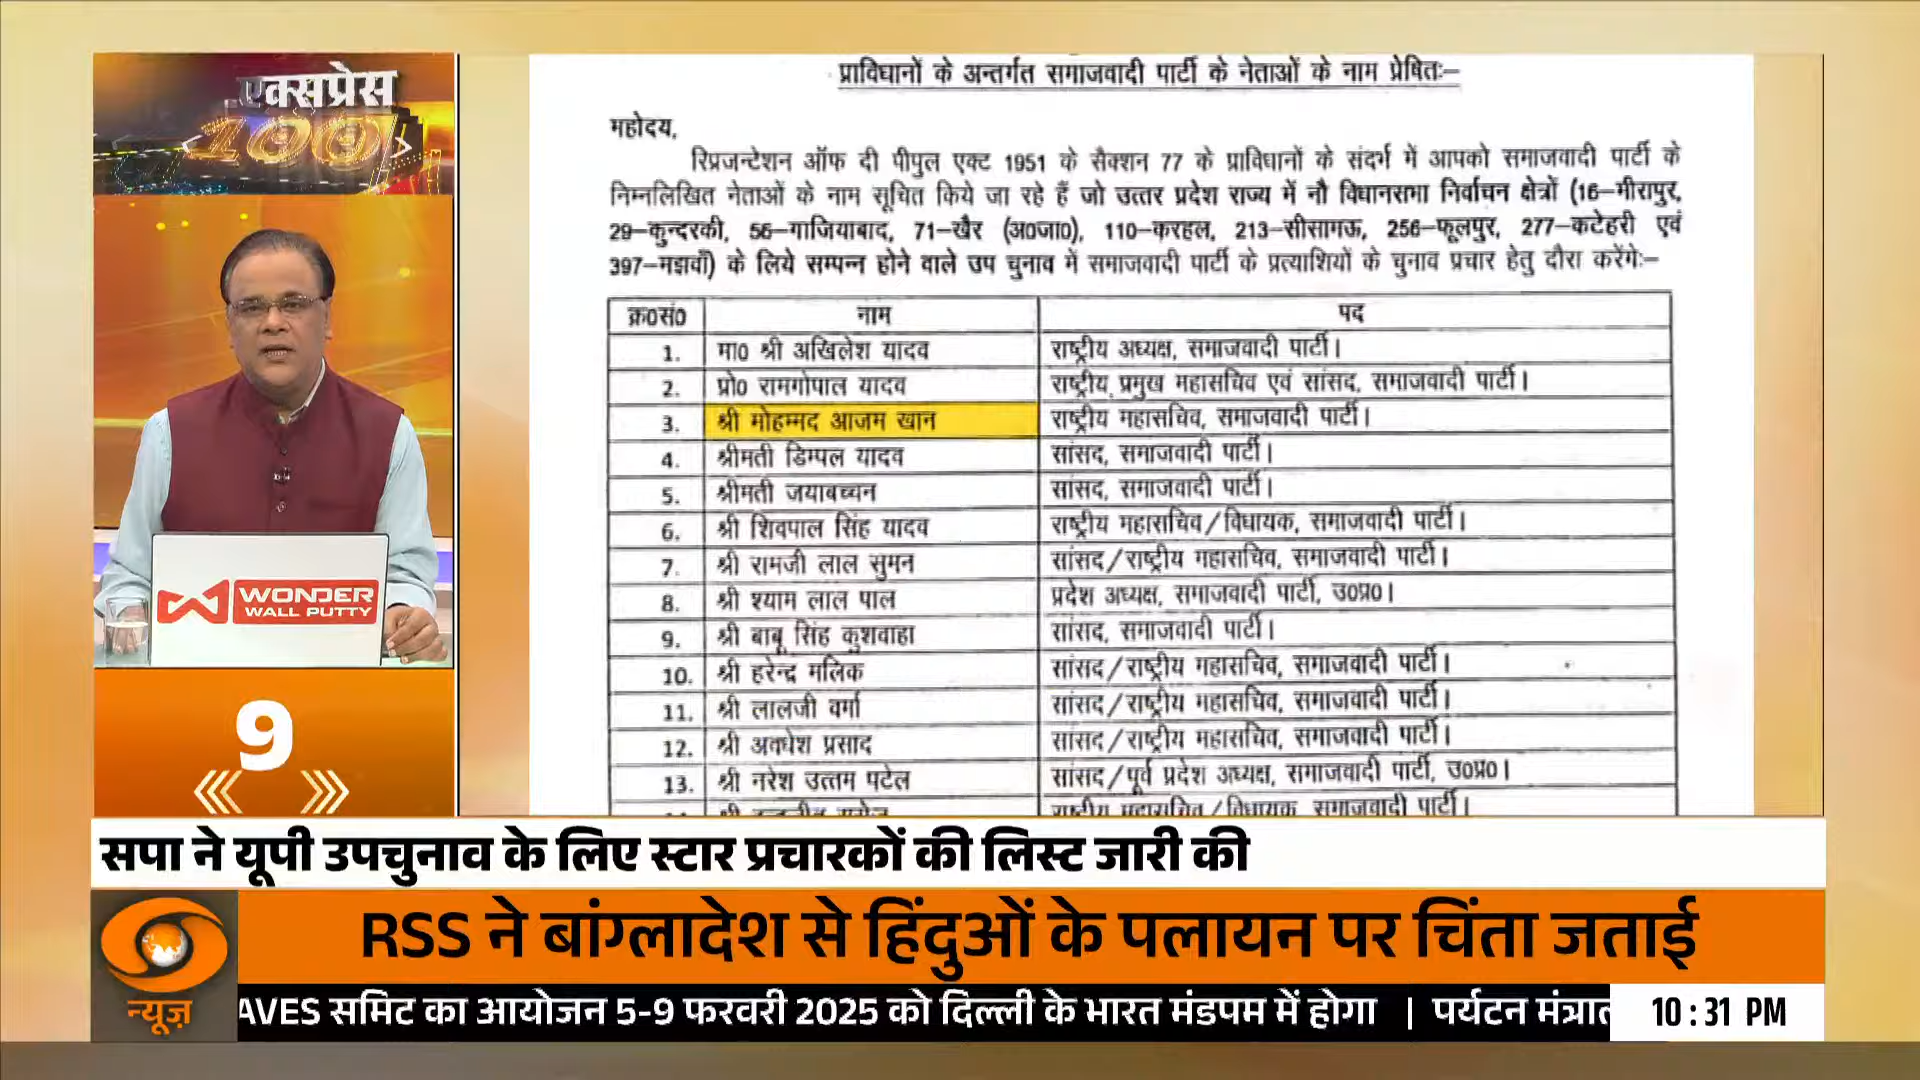 एक्सप्रेस
100
प्राविधानों के अन्तर्गत समाजवादी पार्टी के नेताओं के नाम प्रेषितः–
महोदय,
रिप्रजन्टेशन ऑफ दी पीपुल एक्ट 1951 के सैक्शन 77 के प्राविधानों के संदर्भ में आपको समाजवादी पार्टी के
निम्नलिखित नेताओं के नाम सूचित किये जा रहे हैं जो उत्तर प्रदेश राज्य में नौ विधानसभा निर्वाचन क्षेत्रों (16–मीरापुर,
29–कुन्दरकी, 56–गाजियाबाद, 71–खैर (अ0जा0), 110–करहल, 213–सीसामऊ, 256–फूलपुर, 277–कटेहरी एवं
397–मझवाँ) के लिये सम्पन्न होने वाले उप चुनाव में समाजवादी पार्टी के प्रत्याशियों के चुनाव प्रचार हेतु दौरा करेंगेः–
क्र0सं0 नाम पद
1. मा0 श्री अखिलेश यादव राष्ट्रीय अध्यक्ष, समाजवादी पार्टी।
2. प्रो0 रामगोपाल यादव राष्ट्रीय प्रमुख महासचिव एवं सांसद, समाजवादी पार्टी।
3. श्री मोहम्मद आजम खान राष्ट्रीय महासचिव, समाजवादी पार्टी।
4. श्रीमती डिम्पल यादव सांसद, समाजवादी पार्टी।
5. श्रीमती जयाबच्चन सांसद, समाजवादी पार्टी।
6. श्री शिवपाल सिंह यादव राष्ट्रीय महासचिव/विधायक, समाजवादी पार्टी।
7. श्री रामजी लाल सुमन सांसद/राष्ट्रीय महासचिव, समाजवादी पार्टी।
8. श्री श्याम लाल पाल प्रदेश अध्यक्ष, समाजवादी पार्टी, उ0प्र0।
9. श्री बाबू सिंह कुशवाहा सांसद, समाजवादी पार्टी।
10. श्री हरेन्द्र मलिक सांसद/राष्ट्रीय महासचिव, समाजवादी पार्टी।
11. श्री लालजी वर्मा सांसद/राष्ट्रीय महासचिव, समाजवादी पार्टी।
12. श्री अवधेश प्रसाद सांसद/राष्ट्रीय महासचिव, समाजवादी पार्टी।
13. श्री नरेश उत्तम पटेल सांसद/पूर्व प्रदेश अध्यक्ष, समाजवादी पार्टी, उ0प्र0।
राष्ट्रीय महासचिव/विधायक, समाजवादी पार्टी।
WONDER
WALL PUTTY
9
सपा ने यूपी उपचुनाव के लिए स्टार प्रचारकों की लिस्ट जारी की
RSS ने बांग्लादेश से हिंदुओं के पलायन पर चिंता जताई
न्यूज़
AVES समिट का आयोजन 5-9 फरवरी 2025 को दिल्ली के भारत मंडपम में होगा | पर्यटन
10:31 PM